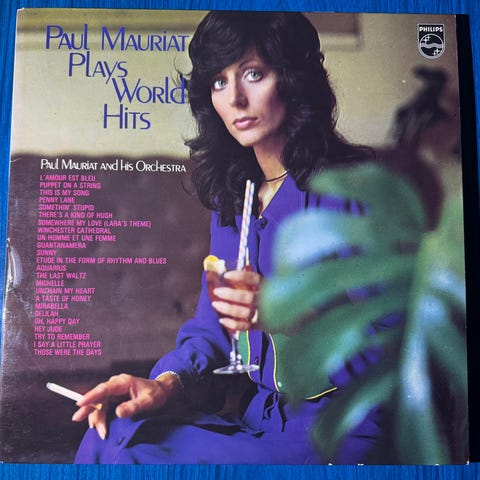 Paul Mauriat
Plays
World
Hits
PHILIPS
Paul Mauriat and his Orchestra
L'AMOUR EST BLEU
PUPPET ON A STRING
THIS IS MY SONG
PENNY LANE
SOMETHIN' STUPID
THERE'S A KIND OF HUSH
SOMEWHERE MY LOVE (LARA'S THEME)
WINCHESTER CATHEDRAL
UN HOMME ET UNE FEMME
GUANTANAMERA
SUNNY
ETUDE IN THE FORM OF RHYTHM AND BLUES
AQUARIUS
THE LAST WALTZ
MICHELLE
UNCHAIN MY HEART
A TASTE OF HONEY
MIRABELLA
DELILAH
OH, HAPPY DAY
HEY JUDE
TRY TO REMEMBER
I SAY A LITTLE PRAYER
THOSE WERE THE DAYS